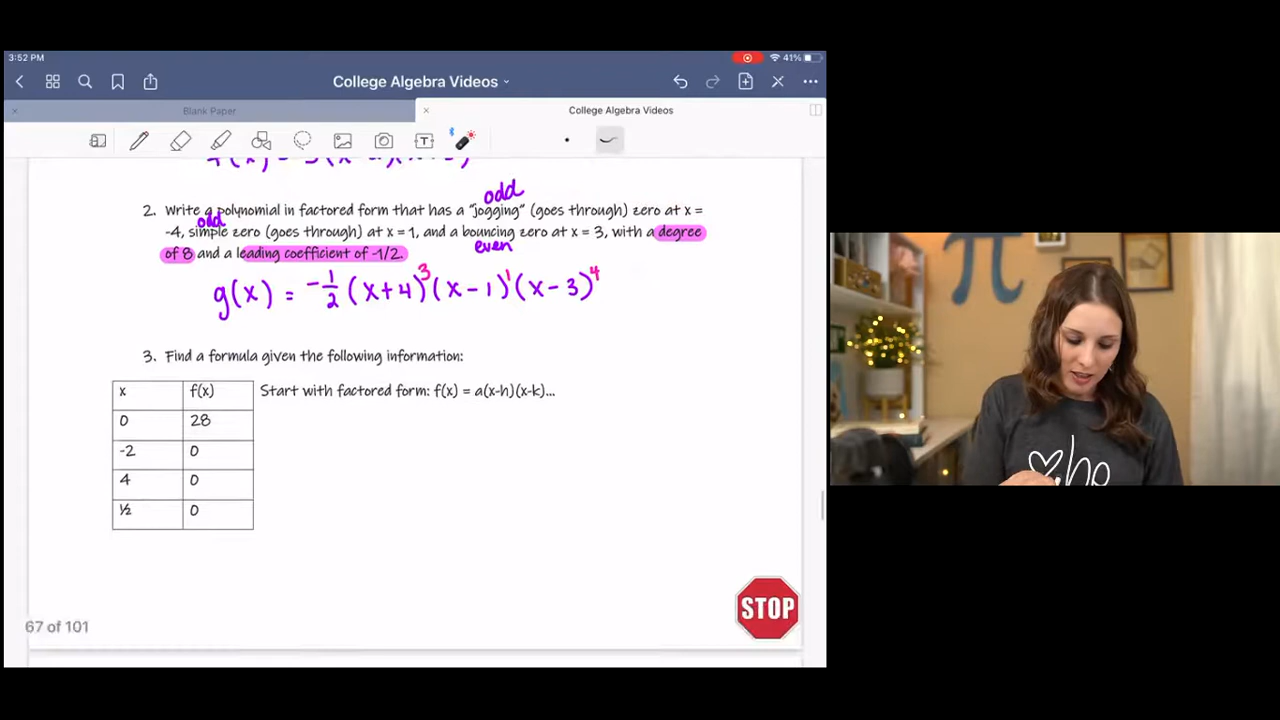 3:52 PM
41%
College Algebra Videos
Blank Paper
College Algebra Videos
odd
2. Write a polynomial in factored form that has a "jogging" (goes through) zero at x =
odd
-4, simple zero (goes through) at x = 1, and a bouncing zero at x = 3, with a degree
even
of 8 and a leading coefficient of -1/2.
g(x) = -1/2 (x+4)³(x-1)¹(x-3)⁴
3. Find a formula given the following information:
x f(x) Start with factored form: f(x) = a(x-h)(x-k)...
0 28
-2 0
4 0
½ 0
STOP
67 of 101